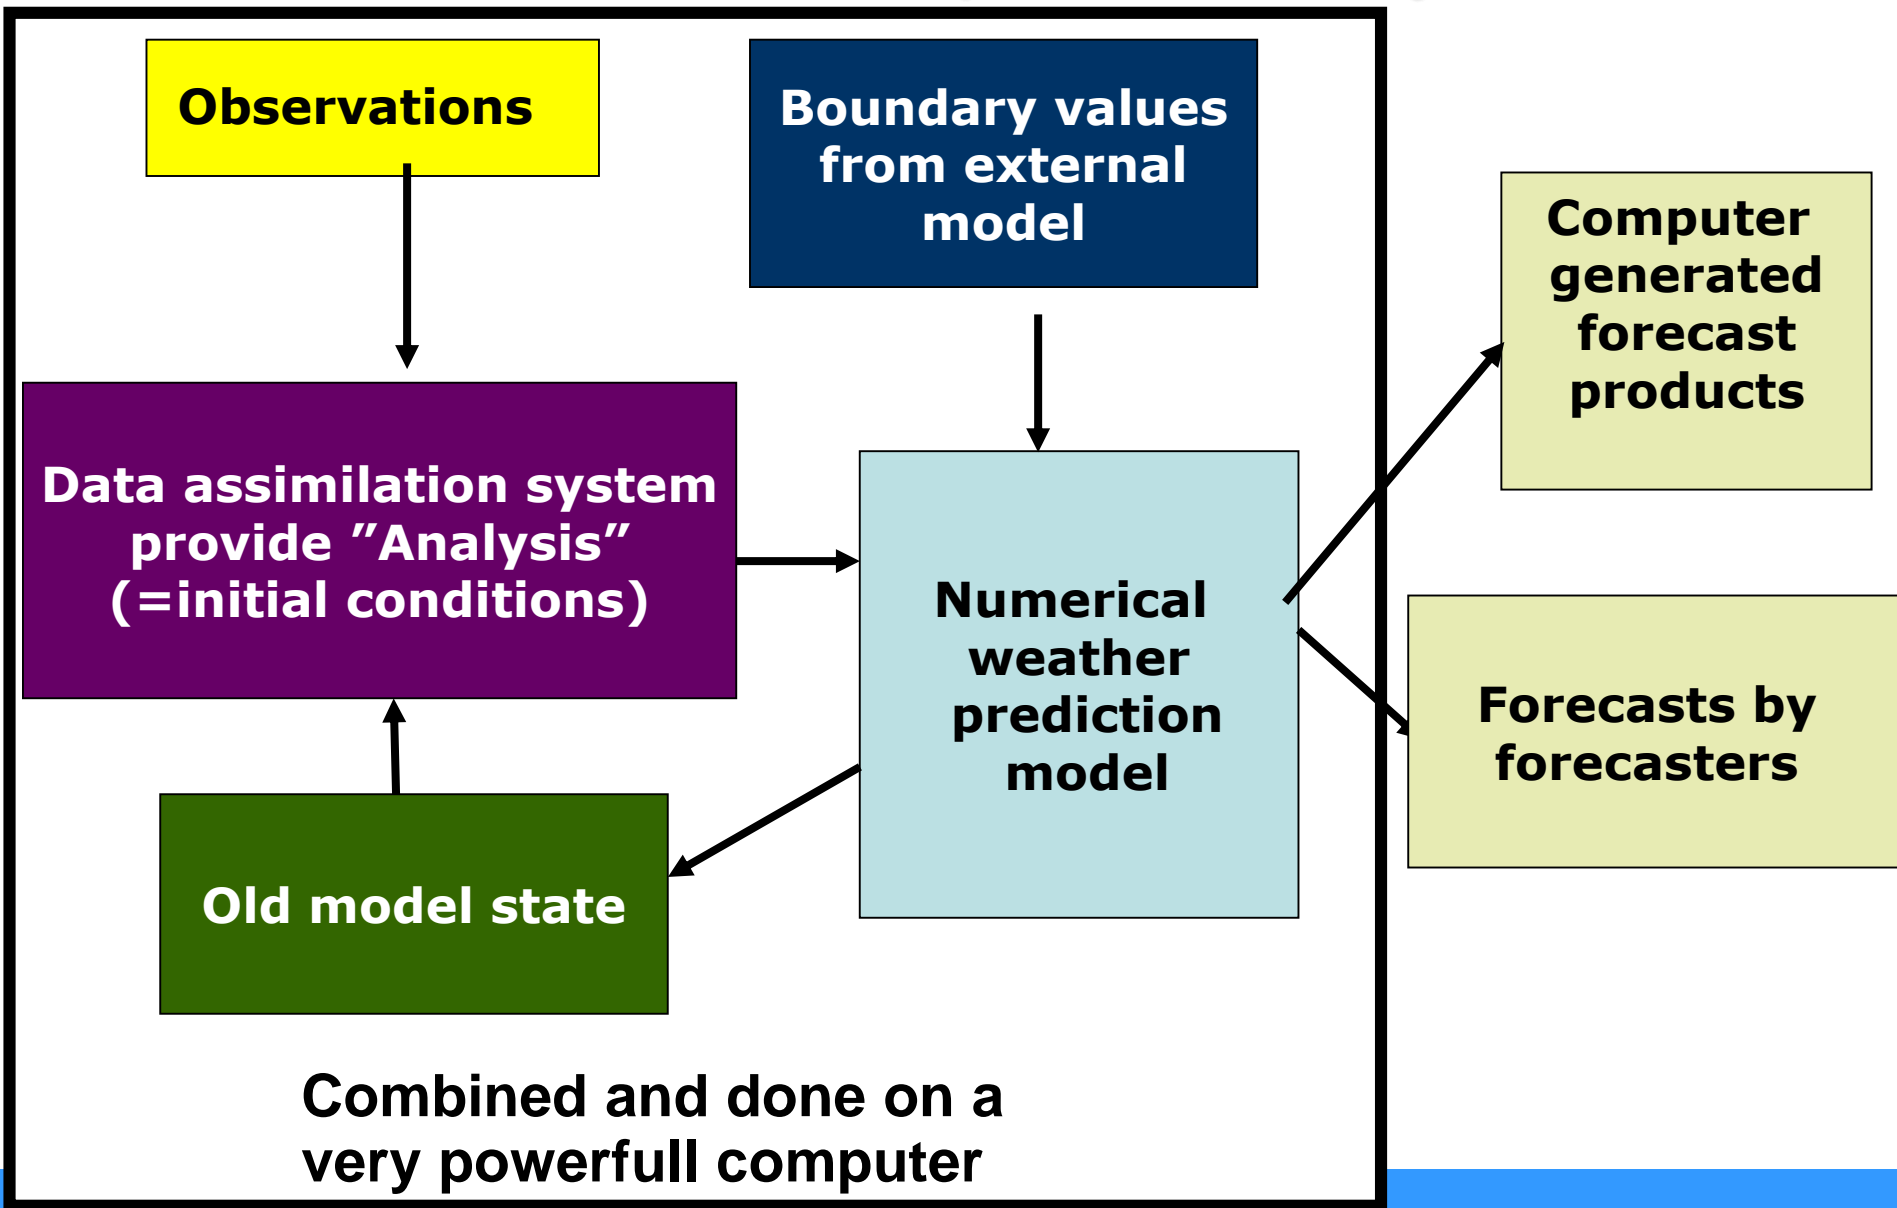 Observations
Boundary values
from external
model
Computer
generated
forecast
products
Data assimilation system
provide ”Analysis”
(=initial conditions)
Numerical
weather
prediction
model
Forecasts by
forecasters
Old model state
Combined and done on a
very powerfull computer